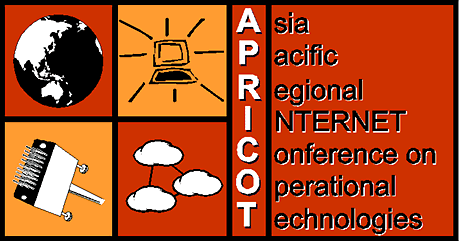 Asia
Pacific
Regional
INTERNET
Conference on
Operational
Technologies